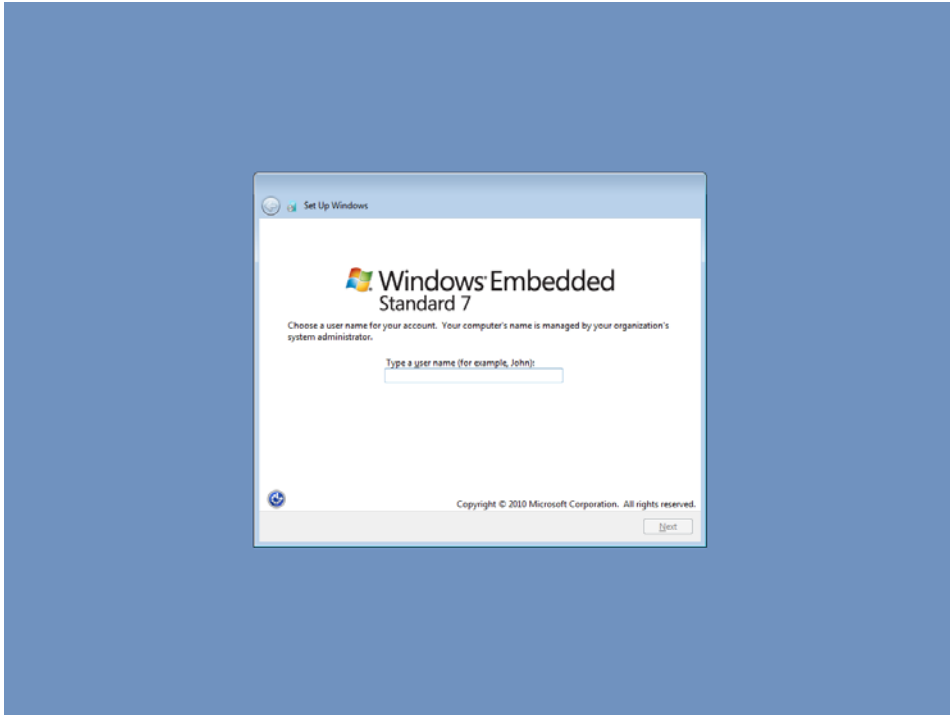 Set Up Windows
Windows® Embedded
Standard 7
Choose a user name for your account. Your computer's name is managed by your organization's
system administrator.
Type a user name (for example, John):
Copyright © 2010 Microsoft Corporation. All rights reserved.
Next